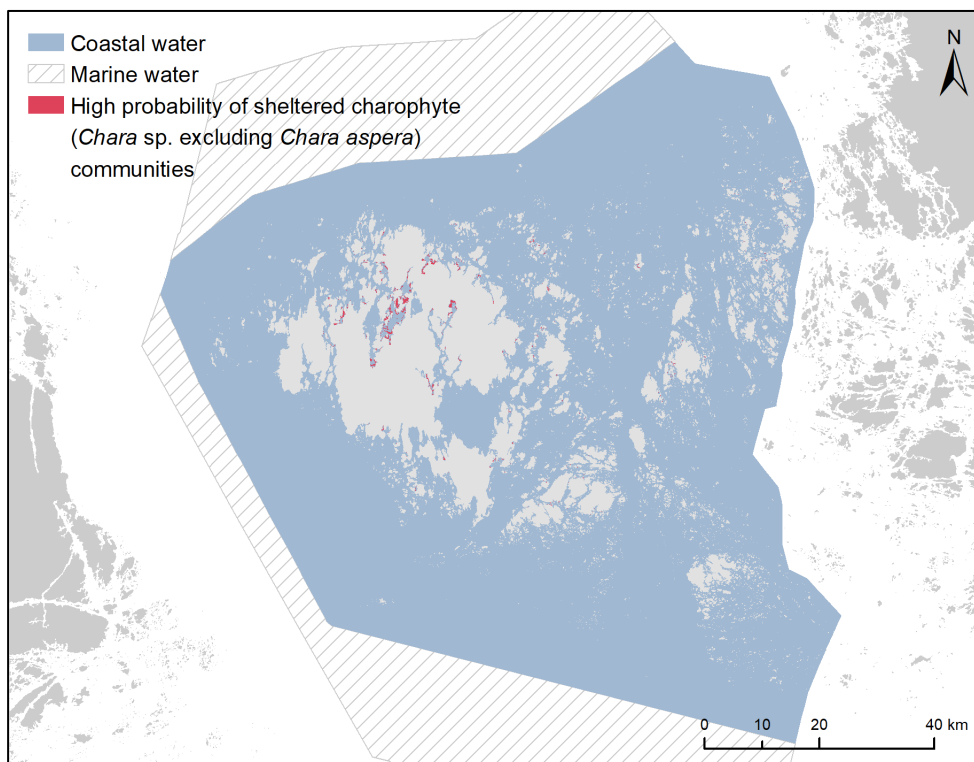 Coastal water
Marine water
High probability of sheltered charophyte
(Chara sp. excluding Chara aspera)
communities
N
0 10 20 40 km